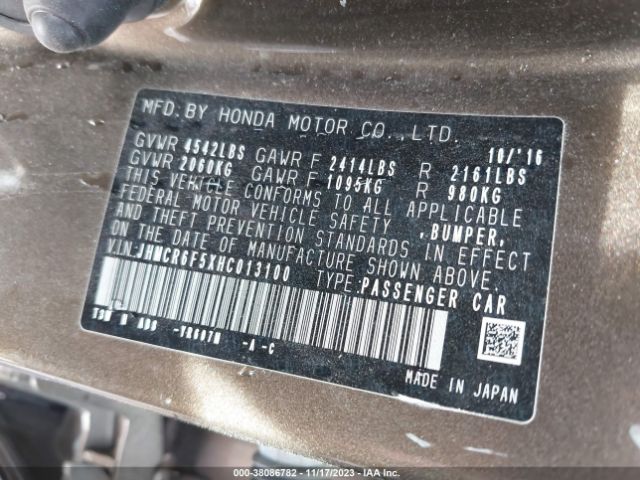 MFD.BY HONDA MOTOR CO.,LTD. 10/'16
GVWR 4542LBS GAWR F 2414LBS R 2161LBS
GVWR 2060KG GAWR F 1095KG R 980KG
THIS VEHICLE CONFORMS TO ALL APPLICABLE
FEDERAL MOTOR VEHICLE SAFETY ,BUMPER,
AND THEFT PREVENTION STANDARDS IN EFFECT
ON THE DATE OF MANUFACTURE SHOWN ABOVE.
VIN:JHMCR6F5XHC013100 TYPE:PASSENGER CAR
-YR607M -A-C
MADE IN JAPAN
000-38086782 - 11/17/2023 - IAA Inc.